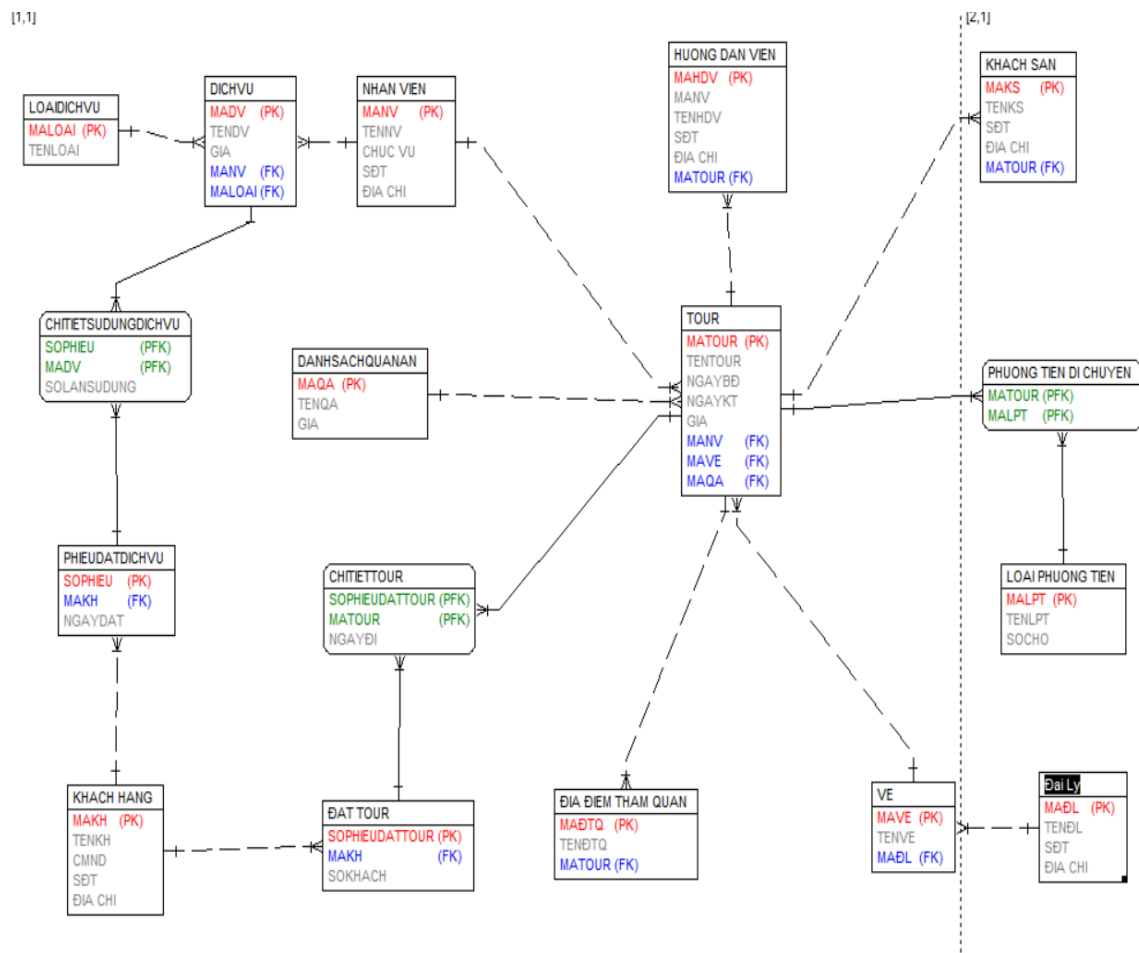 [1,1]
[2,1]
LOAIDICHVU
MALOAI (PK)
TENLOAI
DICHVU
MADV (PK)
TENDV
GIA
MANV (FK)
MALOAI (FK)
NHAN VIEN
MANV (PK)
TENNV
CHUC VU
SĐT
ĐIA CHI
HUONG DAN VIEN
MAHDV (PK)
MANV
TENHDV
SĐT
ĐIA CHI
MATOUR (FK)
KHACH SAN
MAKS (PK)
TENKS
SĐT
ĐIA CHI
MATOUR (FK)
CHITIETSUDUNGDICHVU
SOPHIEU (PFK)
MADV (PFK)
SOLANSUDUNG
DANHSACHQUANAN
MAQA (PK)
TENQA
GIA
TOUR
MATOUR (PK)
TENTOUR
NGAYBĐ
NGAYKT
GIA
MANV (FK)
MAVE (FK)
MAQA (FK)
PHUONG TIEN DI CHUYEN
MATOUR (PFK)
MALPT (PFK)
PHIEUDATDICHVU
SOPHIEU (PK)
MAKH (FK)
NGAYDAT
CHITIETTOUR
SOPHIEUDATTOUR (PFK)
MATOUR (PFK)
NGAYĐI
LOAI PHUONG TIEN
MALPT (PK)
TENLPT
SOCHO
KHACH HANG
MAKH (PK)
TENKH
CMND
SĐT
ĐIA CHI
ĐAT TOUR
SOPHIEUDATTOUR (PK)
MAKH (FK)
SOKHACH
ĐIA ĐIEM THAM QUAN
MAĐTQ (PK)
TENĐTQ
MATOUR (FK)
VE
MAVE (PK)
TENVE
MAĐL (FK)
Đai Ly
MAĐL (PK)
TENĐL
SĐT
ĐIA CHI